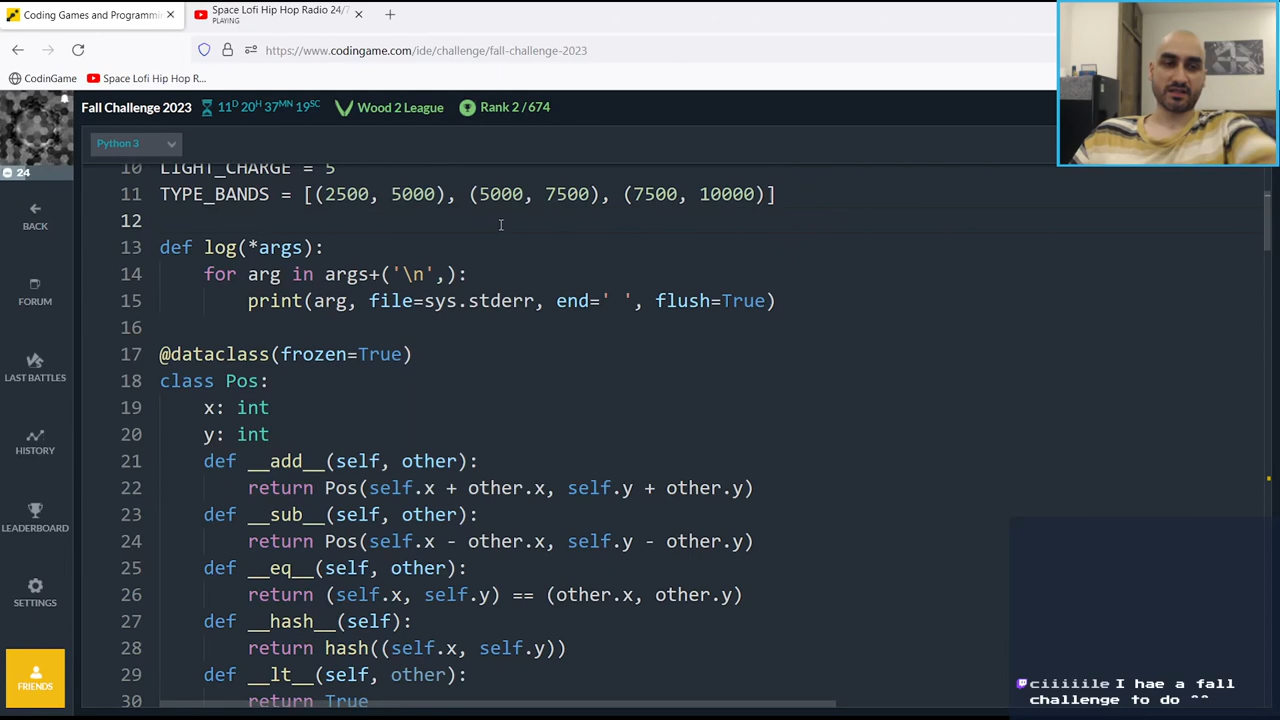 Coding Games and Programmi
Space Lofi Hip Hop Radio 24/7
PLAYING
https://www.codingame.com/ide/challenge/fall-challenge-2023
CodinGame
Space Lofi Hip Hop R...
Fall Challenge 2023
11D 20H 37MN 19SC
Wood 2 League
Rank 2 / 674
24
BACK
FORUM
LAST BATTLES
HISTORY
LEADERBOARD
SETTINGS
FRIENDS
Python 3
10 LIGHT_CHARGE = 5
11 TYPE_BANDS = [(2500, 5000), (5000, 7500), (7500, 10000)]
12
13 def log(*args):
14 for arg in args+('\n',):
15 print(arg, file=sys.stderr, end=' ', flush=True)
16
17 @dataclass(frozen=True)
18 class Pos:
19 x: int
20 y: int
21 def __add__(self, other):
22 return Pos(self.x + other.x, self.y + other.y)
23 def __sub__(self, other):
24 return Pos(self.x - other.x, self.y - other.y)
25 def __eq__(self, other):
26 return (self.x, self.y) == (other.x, other.y)
27 def __hash__(self):
28 return hash((self.x, self.y))
29 def __lt__(self, other):
30 return True
ciiiiile I hae a fall
challenge to do ^^